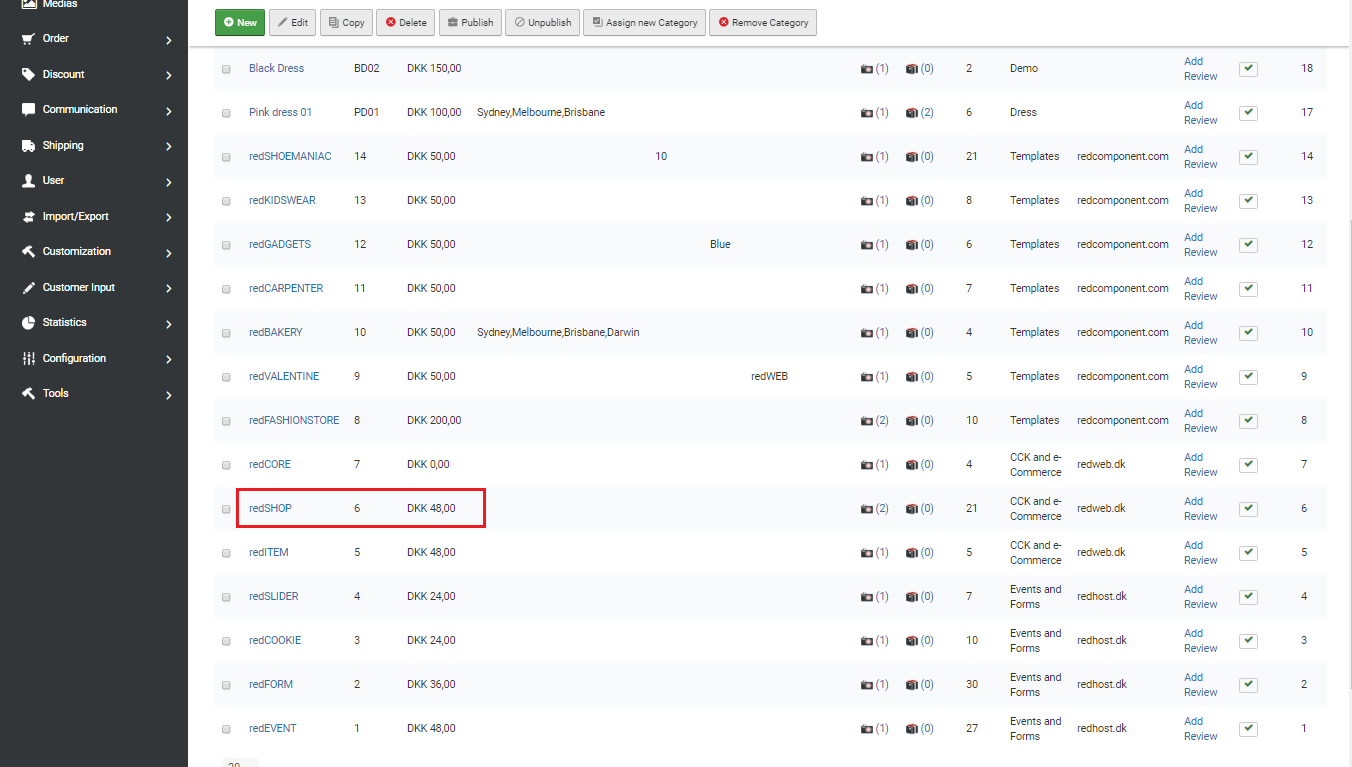 Medias
Order
Discount
Communication
Shipping
User
Import/Export
Customization
Customer Input
Statistics
Configuration
Tools
New Edit Copy Delete Publish Unpublish Assign new Category Remove Category
Black Dress BD02 DKK 150,00 (1) (0) 2 Demo Add Review 18
Pink dress 01 PD01 DKK 100,00 Sydney,Melbourne,Brisbane (1) (2) 6 Dress Add Review 17
redSHOEMANIAC 14 DKK 50,00 10 (1) (0) 21 Templates redcomponent.com Add Review 14
redKIDSWEAR 13 DKK 50,00 (1) (0) 8 Templates redcomponent.com Add Review 13
redGADGETS 12 DKK 50,00 Blue (1) (0) 6 Templates redcomponent.com Add Review 12
redCARPENTER 11 DKK 50,00 (1) (0) 7 Templates redcomponent.com Add Review 11
redBAKERY 10 DKK 50,00 Sydney,Melbourne,Brisbane,Darwin (1) (0) 4 Templates redcomponent.com Add Review 10
redVALENTINE 9 DKK 50,00 redWEB (1) (0) 5 Templates redcomponent.com Add Review 9
redFASHIONSTORE 8 DKK 200,00 (2) (0) 10 Templates redcomponent.com Add Review 8
redCORE 7 DKK 0,00 (1) (0) 4 CCK and e-Commerce redweb.dk Add Review 7
redSHOP 6 DKK 48,00 (2) (0) 21 CCK and e-Commerce redweb.dk Add Review 6
redITEM 5 DKK 48,00 (1) (0) 5 CCK and e-Commerce redweb.dk Add Review 5
redSLIDER 4 DKK 24,00 (1) (0) 7 Events and Forms redhost.dk Add Review 4
redCOOKIE 3 DKK 24,00 (1) (0) 10 Events and Forms redhost.dk Add Review 3
redFORM 2 DKK 36,00 (1) (0) 30 Events and Forms redhost.dk Add Review 2
redEVENT 1 DKK 48,00 (1) (0) 27 Events and Forms redhost.dk Add Review 1